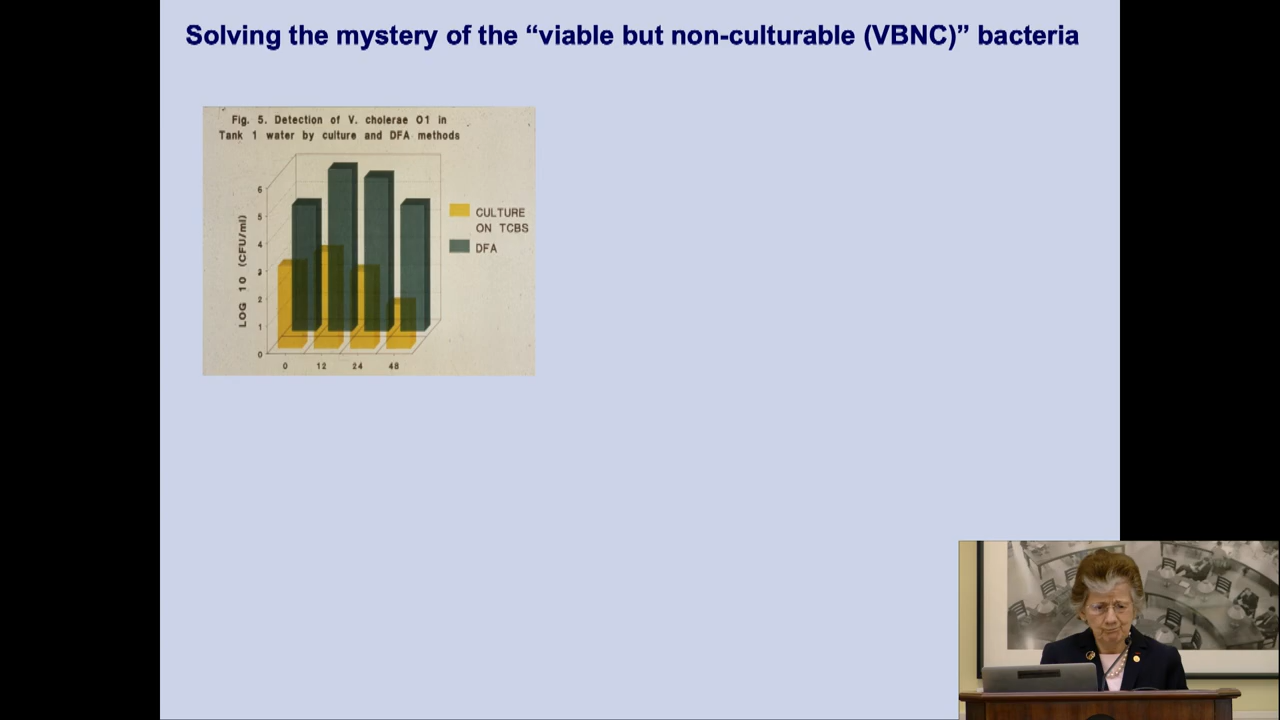 Solving the mystery of the “viable but non-culturable (VBNC)” bacteria
Fig. 5. Detection of V. cholerae O1 in
Tank 1 water by culture and DFA methods
LOG 10 (CFU/ml)
6
5
4
3
2
1
0
0 12 24 48
CULTURE
ON TCBS
DFA